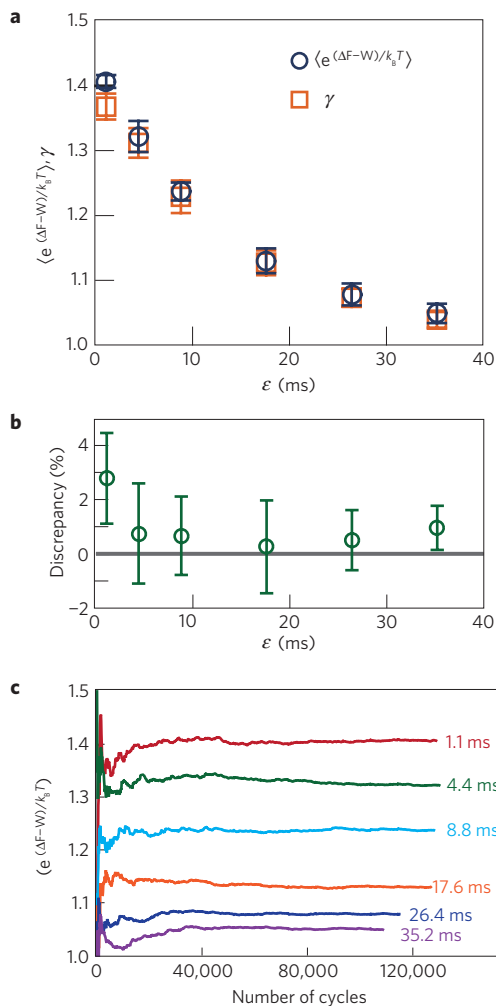 a
1.5
1.4
1.3
1.2
1.1
1.0
⟨e^(ΔF−W)/k_BT⟩, γ
⟨e^(ΔF−W)/k_BT⟩
γ
0 10 20 30 40
ε (ms)
b
4
2
0
−2
Discrepancy (%)
0 10 20 30 40
ε (ms)
c
1.5
1.4
1.3
1.2
1.1
1.0
(e^(ΔF−W)/k_BT)
1.1 ms
4.4 ms
8.8 ms
17.6 ms
26.4 ms
35.2 ms
0 40,000 80,000 120,000
Number of cycles